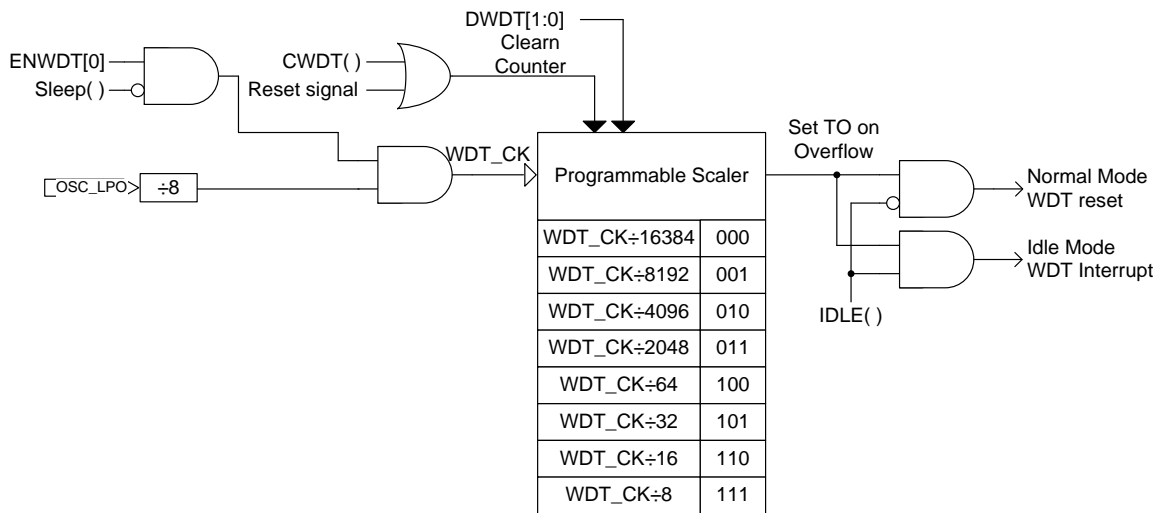 DWDT[1:0]
Clearn
Counter
ENWDT[0]
Sleep( )
CWDT( )
Reset signal
OSC_LPO
÷8
WDT_CK
Programmable Scaler
Set TO on
Overflow
Normal Mode
WDT reset
Idle Mode
WDT Interrupt
IDLE( )
WDT_CK÷16384 000
WDT_CK÷8192 001
WDT_CK÷4096 010
WDT_CK÷2048 011
WDT_CK÷64 100
WDT_CK÷32 101
WDT_CK÷16 110
WDT_CK÷8 111